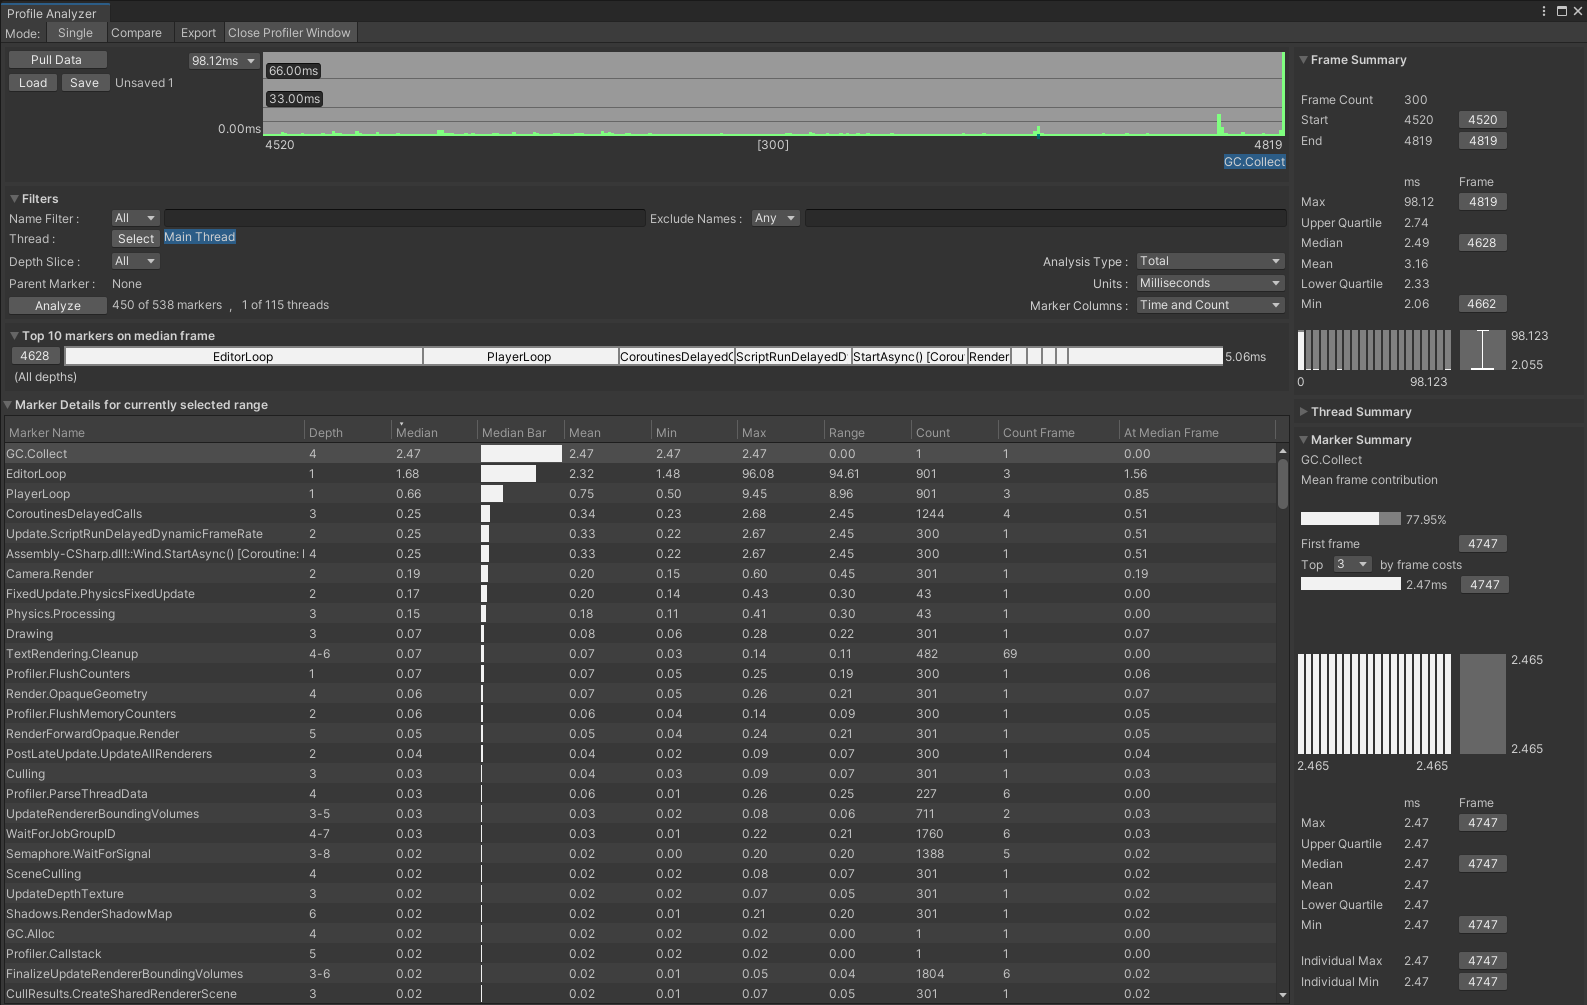 Profile Analyzer
Mode: Single Compare Export Close Profiler Window
Pull Data
Load Save Unsaved 1
98.12ms
66.00ms
33.00ms
0.00ms
4520 [300] 4819
GC.Collect
Filters
Name Filter : All Exclude Names : Any
Thread : Select Main Thread
Depth Slice : All Analysis Type : Total
Parent Marker : None Units : Milliseconds
Analyze 450 of 538 markers , 1 of 115 threads Marker Columns : Time and Count
Top 10 markers on median frame
4628 EditorLoop PlayerLoop CoroutinesDelayedC ScriptRunDelayedD StartAsync() [Corou Render 5.06ms
(All depths)
Marker Details for currently selected range
Marker Name Depth Median Median Bar Mean Min Max Range Count Count Frame At Median Frame
GC.Collect 4 2.47 2.47 2.47 2.47 0.00 1 1 0.00
EditorLoop 1 1.68 2.32 1.48 96.08 94.61 901 3 1.56
PlayerLoop 1 0.66 0.75 0.50 9.45 8.96 901 3 0.85
CoroutinesDelayedCalls 3 0.25 0.34 0.23 2.68 2.45 1244 4 0.51
Update.ScriptRunDelayedDynamicFrameRate 2 0.25 0.33 0.22 2.67 2.45 300 1 0.51
Assembly-CSharp.dll!::Wind.StartAsync() [Coroutine: I 4 0.25 0.33 0.22 2.67 2.45 300 1 0.51
Camera.Render 2 0.19 0.20 0.15 0.60 0.45 301 1 0.19
FixedUpdate.PhysicsFixedUpdate 2 0.17 0.20 0.14 0.43 0.30 43 1 0.00
Physics.Processing 3 0.15 0.18 0.11 0.41 0.30 43 1 0.00
Drawing 3 0.07 0.08 0.06 0.28 0.22 301 1 0.07
TextRendering.Cleanup 4-6 0.07 0.07 0.03 0.14 0.11 482 69 0.00
Profiler.FlushCounters 1 0.07 0.07 0.05 0.25 0.19 300 1 0.06
Render.OpaqueGeometry 4 0.06 0.07 0.05 0.26 0.21 301 1 0.07
Profiler.FlushMemoryCounters 2 0.06 0.06 0.04 0.14 0.09 300 1 0.05
RenderForwardOpaque.Render 5 0.05 0.05 0.04 0.24 0.21 301 1 0.05
PostLateUpdate.UpdateAllRenderers 2 0.04 0.04 0.02 0.09 0.07 300 1 0.04
Culling 3 0.03 0.04 0.03 0.09 0.07 301 1 0.03
Profiler.ParseThreadData 4 0.03 0.06 0.01 0.26 0.25 227 6 0.00
UpdateRendererBoundingVolumes 3-5 0.03 0.03 0.02 0.08 0.06 711 2 0.03
WaitForJobGroupID 4-7 0.03 0.03 0.01 0.22 0.21 1760 6 0.03
Semaphore.WaitForSignal 3-8 0.02 0.02 0.00 0.20 0.20 1388 5 0.02
SceneCulling 4 0.02 0.02 0.02 0.08 0.07 301 1 0.02
UpdateDepthTexture 3 0.02 0.02 0.02 0.07 0.05 301 1 0.02
Shadows.RenderShadowMap 6 0.02 0.02 0.01 0.21 0.20 301 1 0.02
GC.Alloc 4 0.02 0.02 0.02 0.02 0.00 1 1 0.00
Profiler.Callstack 5 0.02 0.02 0.02 0.02 0.00 1 1 0.00
FinalizeUpdateRendererBoundingVolumes 3-6 0.02 0.02 0.01 0.05 0.04 1804 6 0.02
CullResults.CreateSharedRendererScene 3 0.02 0.02 0.01 0.07 0.05 301 1 0.02
Frame Summary
Frame Count 300
Start 4520 4520
End 4819 4819
ms Frame
Max 98.12 4819
Upper Quartile 2.74
Median 2.49 4628
Mean 3.16
Lower Quartile 2.33
Min 2.06 4662
98.123
2.055
0 98.123
Thread Summary
Marker Summary
GC.Collect
Mean frame contribution
77.95%
First frame 4747
Top 3 by frame costs
2.47ms 4747
2.465
2.465
2.465 2.465
ms Frame
Max 2.47 4747
Upper Quartile 2.47
Median 2.47 4747
Mean 2.47
Lower Quartile 2.47
Min 2.47 4747
Individual Max 2.47 4747
Individual Min 2.47 4747